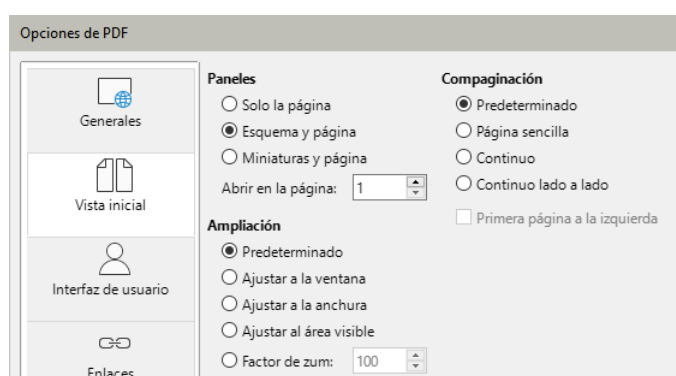 Opciones de PDF
Generales
Vista inicial
Interfaz de usuario
Enlaces
Paneles
Solo la página
Esquema y página
Miniaturas y página
Abrir en la página: 1
Ampliación
Predeterminado
Ajustar a la ventana
Ajustar a la anchura
Ajustar al área visible
Factor de zum: 100
Compaginación
Predeterminado
Página sencilla
Continuo
Continuo lado a lado
Primera página a la izquierda